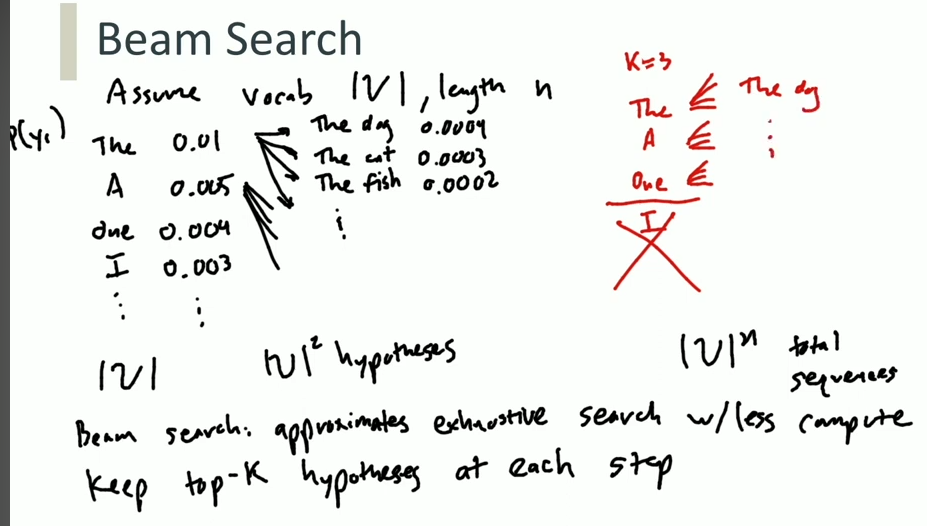 Beam Search
Assume vocab |V|, length n
P(y₁)
The 0.01
A 0.005
One 0.004
I 0.003
⋮ ⋮
The dog 0.0004
The cat 0.0003
The fish 0.0002
⋮
K=3
The
A
One
I
The dog
⋮
|V|
|V|² hypotheses
|V|ⁿ total
sequences
Beam search: approximates exhaustive search w/less compute
Keep top-K hypotheses at each step